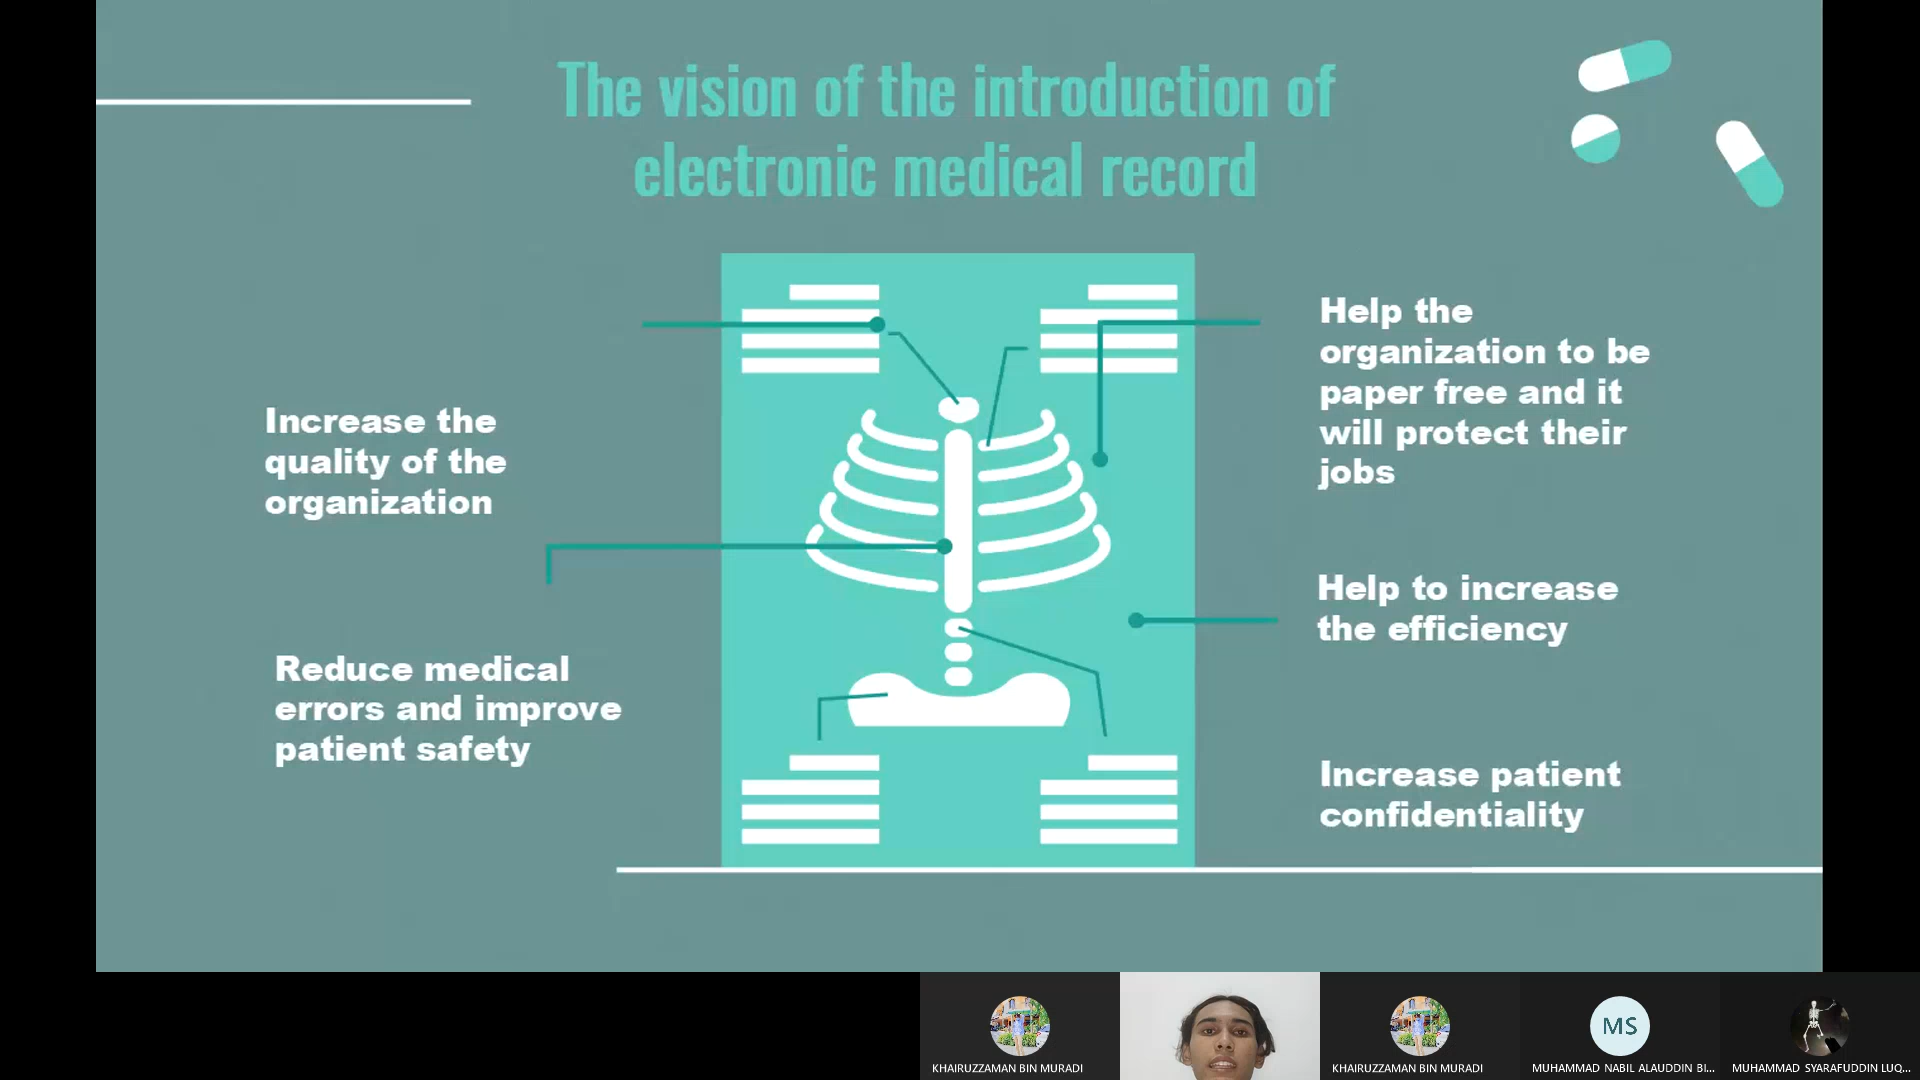 The vision of the introduction of
electronic medical record
Increase the
quality of the
organization
Reduce medical
errors and improve
patient safety
Help the
organization to be
paper free and it
will protect their
jobs
Help to increase
the efficiency
Increase patient
confidentiality
KHAIRUZZAMAN BIN MURADI
KHAIRUZZAMAN BIN MURADI
MS
MUHAMMAD NABIL ALAUDDIN BI...
MUHAMMAD SYARAFUDDIN LUQ...